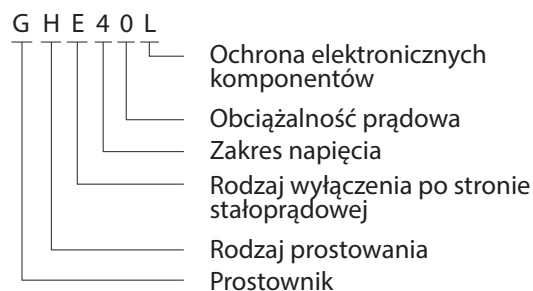 G H E 4 0 L
Ochrona elektronicznych
komponentów
Obciążalność prądowa
Zakres napięcia
Rodzaj wyłączenia po stronie
stałoprądowej
Rodzaj prostowania
Prostownik